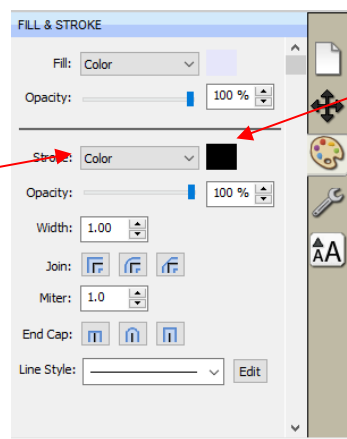 FILL & STROKE
Fill: Color
Opacity: 100 %
Stroke: Color
Opacity: 100 %
Width: 1.00
Join:
Miter: 1.0
End Cap:
Line Style: Edit
AA